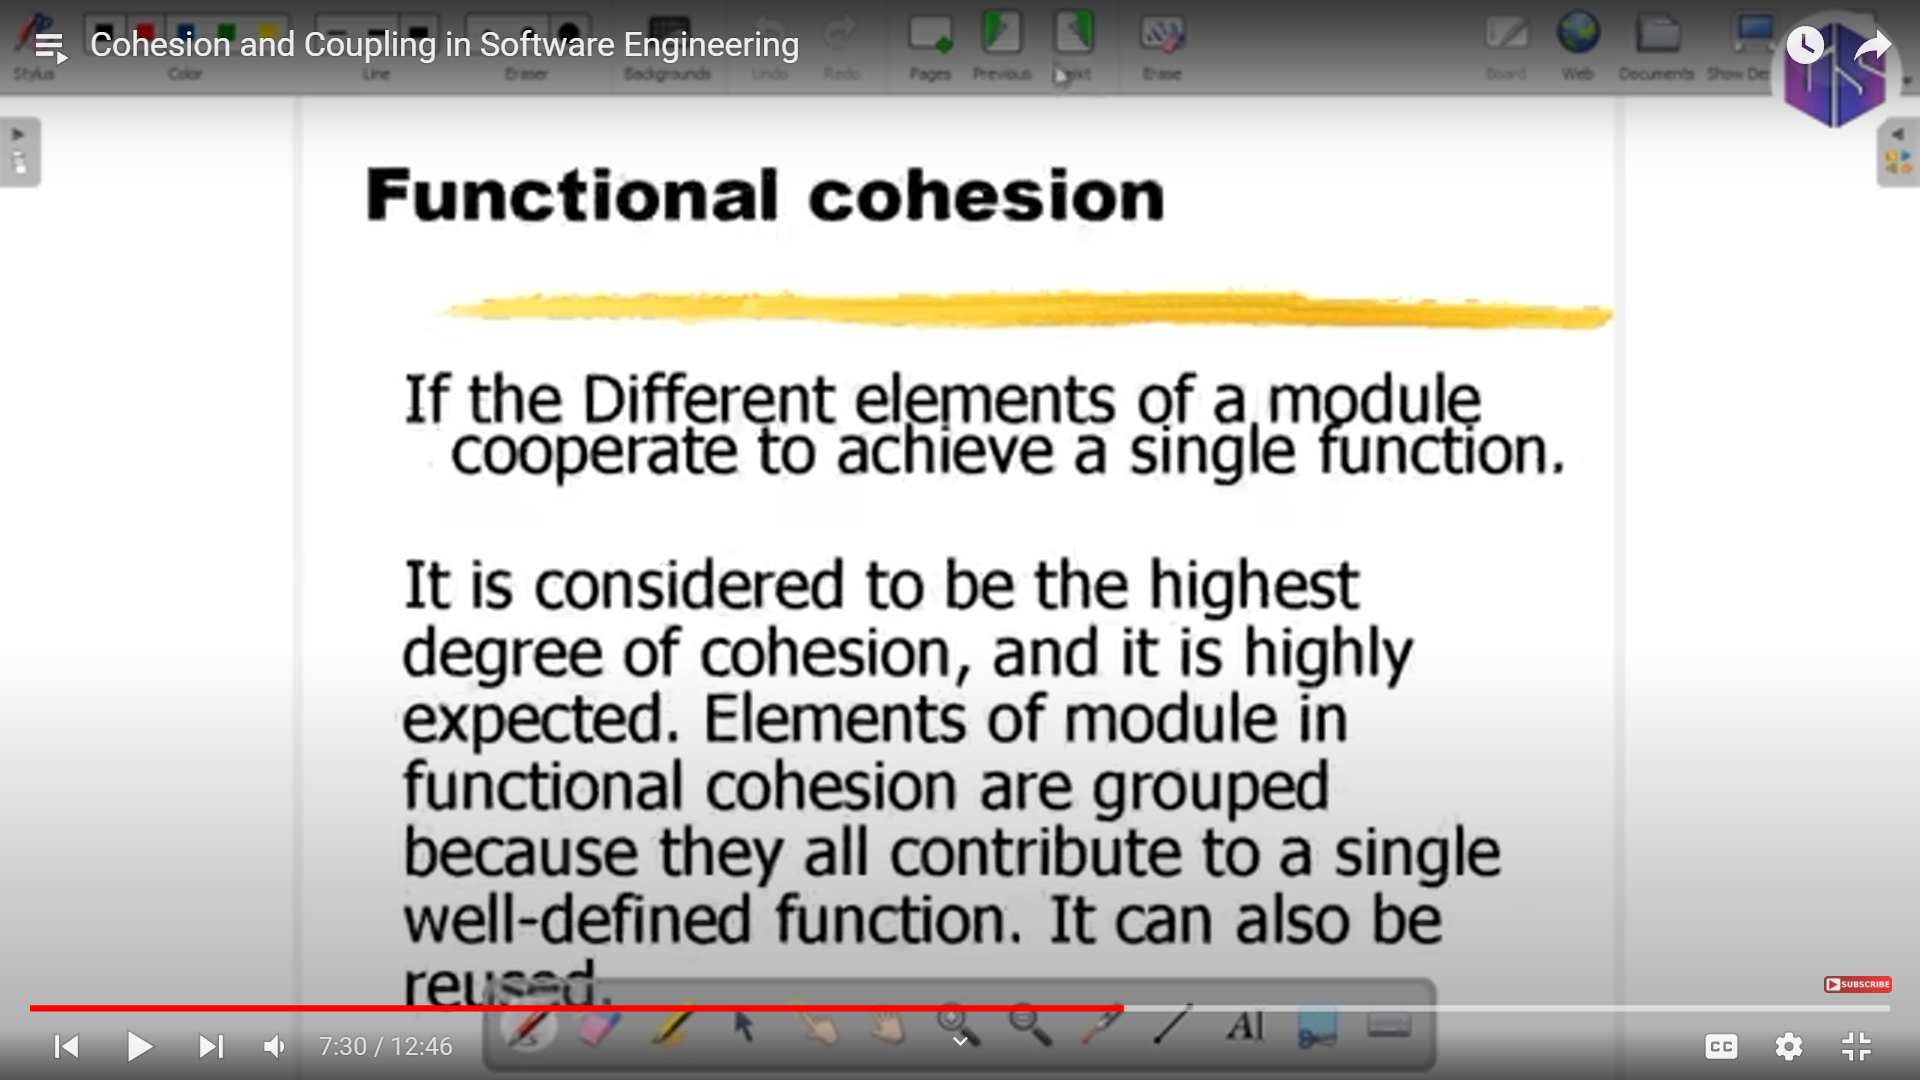 Cohesion and Coupling in Software Engineering
Stylus
Color
Line
Eraser
Backgrounds
Undo
Redo
Pages
Previous
Erase
Board
Web
Documents
Functional cohesion
If the Different elements of a module
cooperate to achieve a single function.
It is considered to be the highest
degree of cohesion, and it is highly
expected. Elements of module in
functional cohesion are grouped
because they all contribute to a single
well-defined function. It can also be
reused.
SUBSCRIBE
AI
7:30 / 12:46
CC